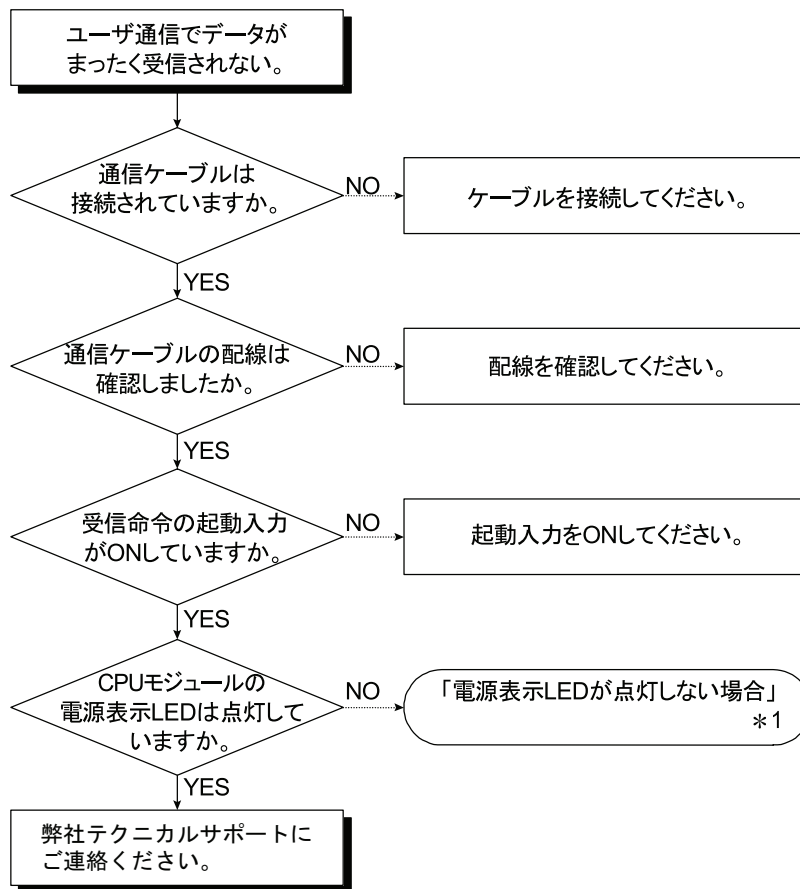 ユーザ通信でデータが
まったく受信されない。
通信ケーブルは
接続されていますか。
NO
ケーブルを接続してください。
YES
通信ケーブルの配線は
確認しましたか。
NO
配線を確認してください。
YES
受信命令の起動入力
がONしていますか。
NO
起動入力をONしてください。
YES
CPUモジュールの
電源表示LEDは点灯して
いますか。
NO
「電源表示LEDが点灯しない場合」
＊1
YES
弊社テクニカルサポートに
ご連絡ください。